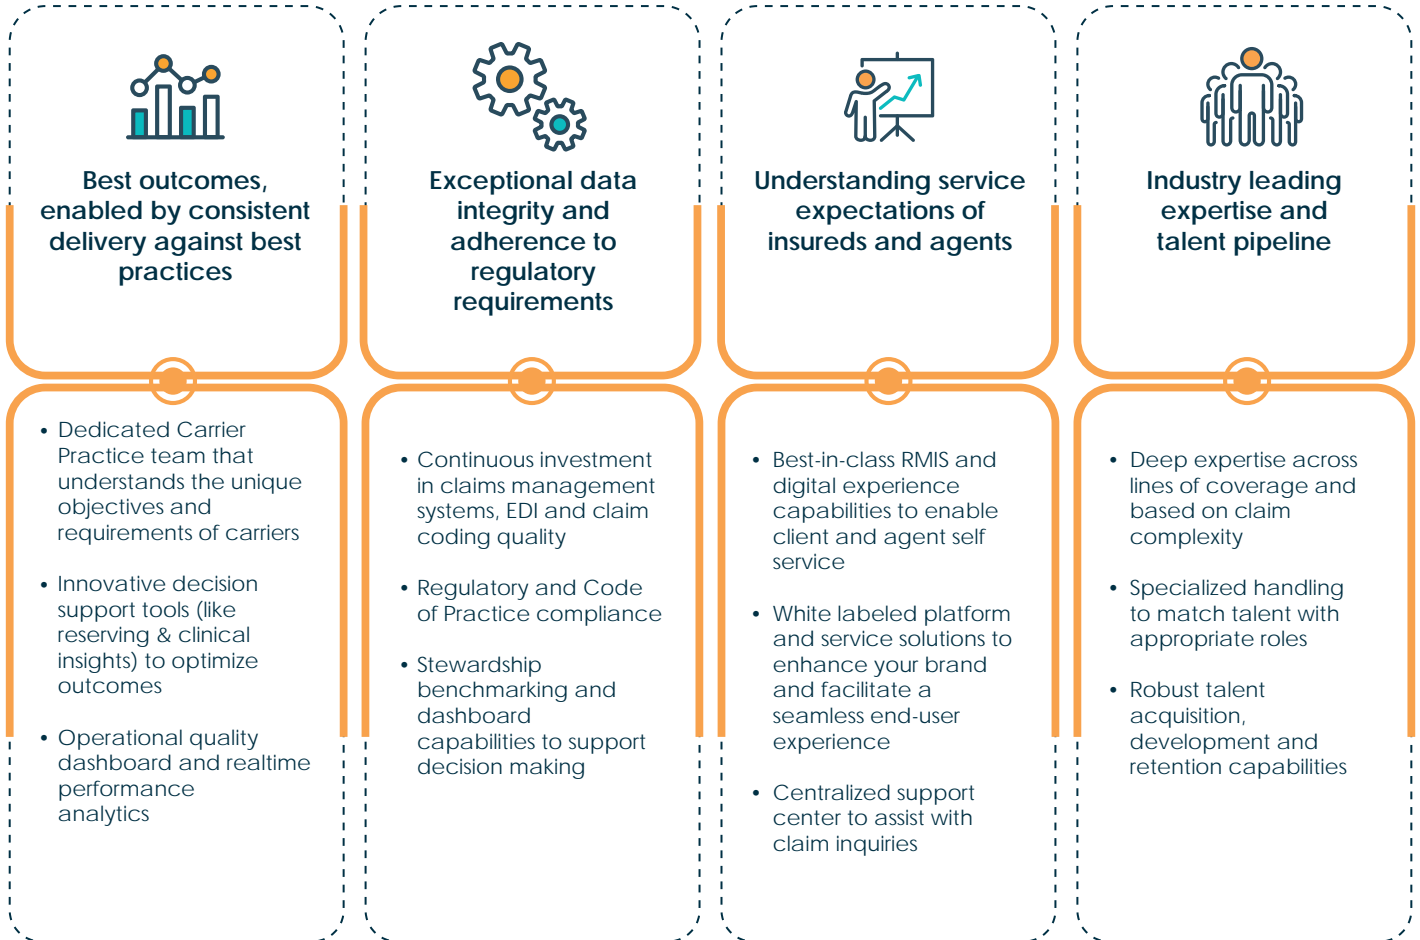 Best outcomes,
enabled by consistent
delivery against best
practices
• Dedicated Carrier
Practice team that
understands the unique
objectives and
requirements of carriers
• Innovative decision
support tools (like
reserving & clinical
insights) to optimize
outcomes
• Operational quality
dashboard and realtime
performance
analytics
Exceptional data
integrity and
adherence to
regulatory
requirements
• Continuous investment
in claims management
systems, EDI and claim
coding quality
• Regulatory and Code
of Practice compliance
• Stewardship
benchmarking and
dashboard
capabilities to support
decision making
Understanding service
expectations of
insureds and agents
• Best-in-class RMIS and
digital experience
capabilities to enable
client and agent self
service
• White labeled platform
and service solutions to
enhance your brand
and facilitate a
seamless end-user
experience
• Centralized support
center to assist with
claim inquiries
Industry leading
expertise and
talent pipeline
• Deep expertise across
lines of coverage and
based on claim
complexity
• Specialized handling
to match talent with
appropriate roles
• Robust talent
acquisition,
development and
retention capabilities